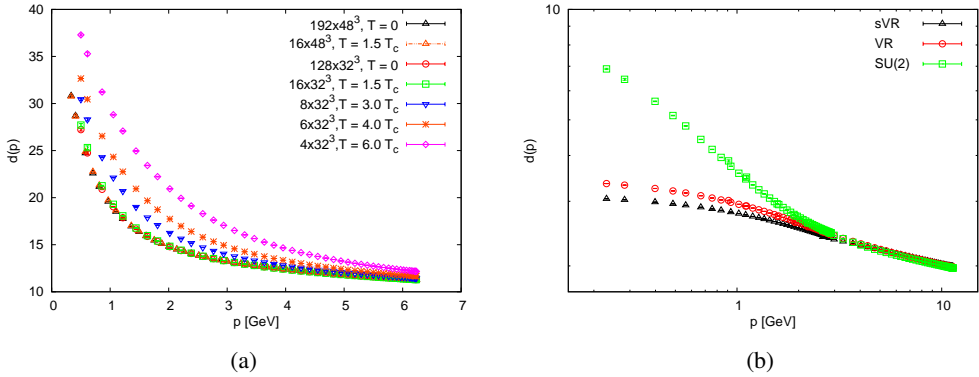 40
35
30
25
20
15
10
0
1
2
3
4
5
6
7
d(p)
p [GeV]
192x48³, T = 0
16x48³, T = 1.5 T_c
128x32³, T = 0
16x32³, T = 1.5 T_c
8x32³,T = 3.0 T_c
6x32³,T = 4.0 T_c
4x32³,T = 6.0 T_c
(a)
10
d(p)
1
10
p [GeV]
sVR
VR
SU(2)
(b)